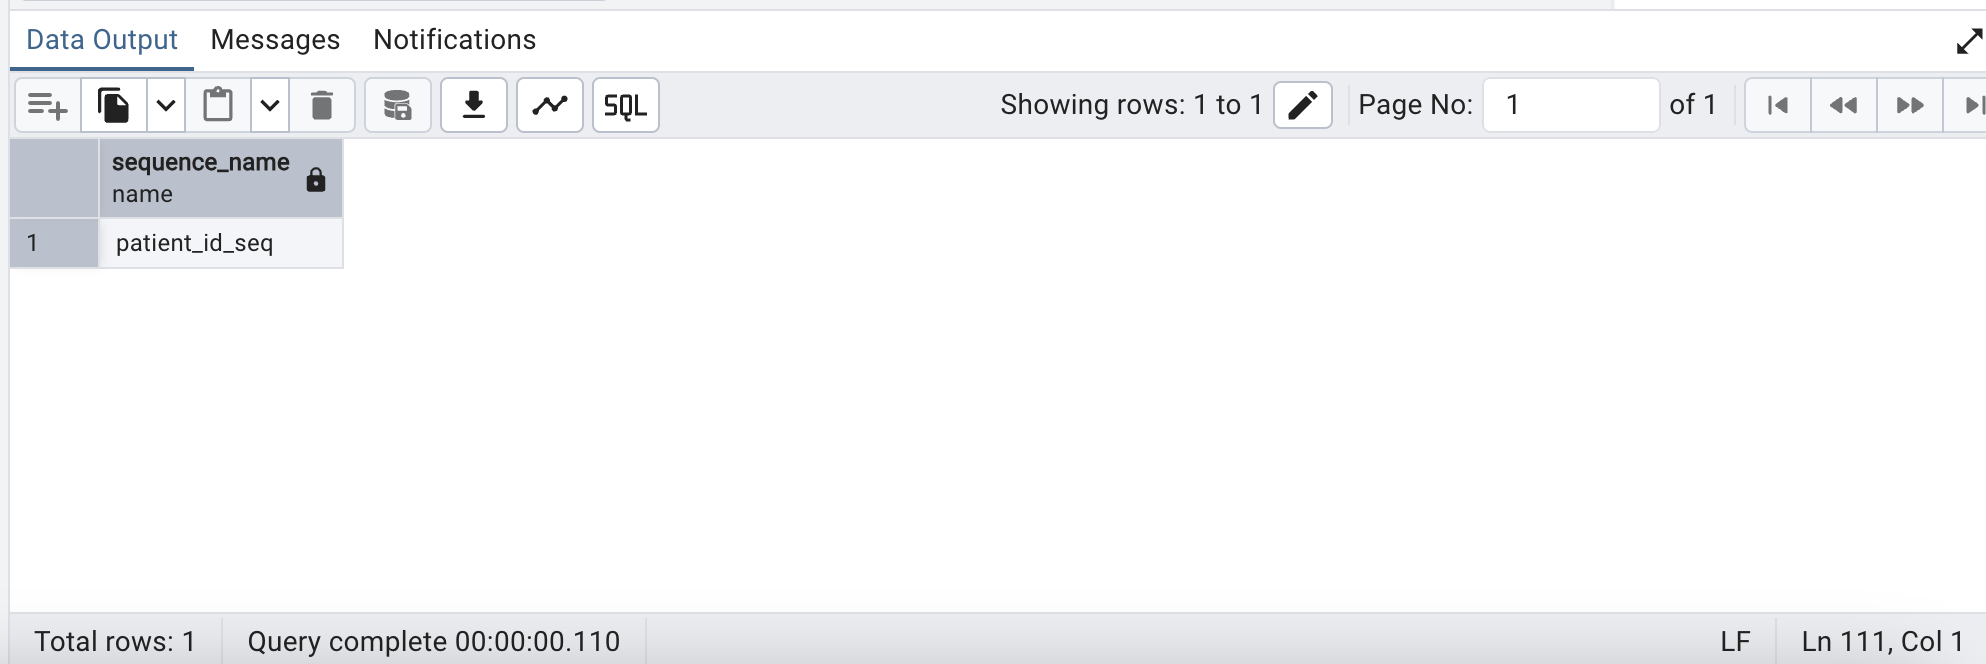 Data Output Messages Notifications
SQL Showing rows: 1 to 1 Page No: 1 of 1
sequence_name
name
1 patient_id_seq
Total rows: 1 Query complete 00:00:00.110 LF Ln 111, Col 1